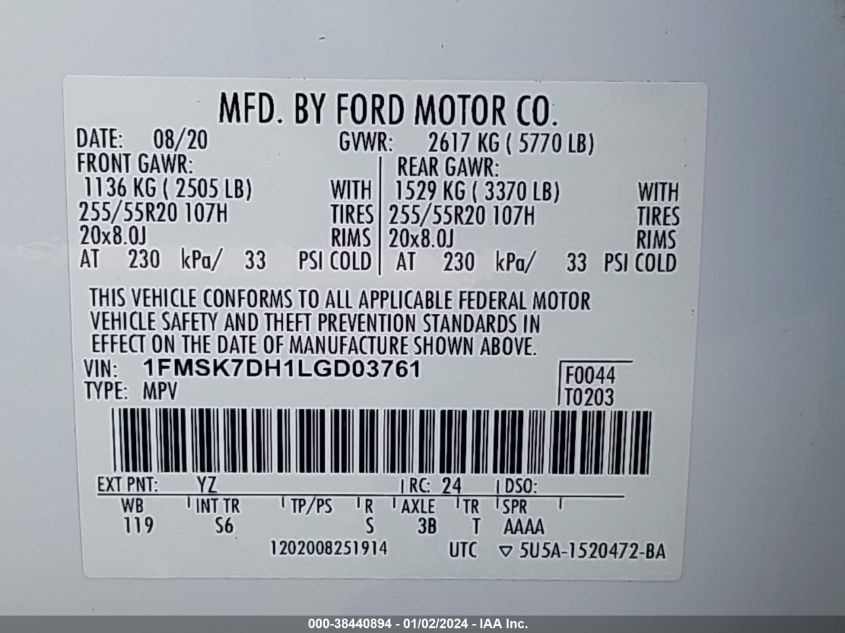 MFD. BY FORD MOTOR CO.
DATE: 08/20 GVWR: 2617 KG ( 5770 LB)
FRONT GAWR: REAR GAWR:
1136 KG ( 2505 LB) WITH 1529 KG ( 3370 LB) WITH
255/55R20 107H TIRES 255/55R20 107H TIRES
20x8.0J RIMS 20x8.0J RIMS
AT 230 kPa/ 33 PSI COLD AT 230 kPa/ 33 PSI COLD
THIS VEHICLE CONFORMS TO ALL APPLICABLE FEDERAL MOTOR
VEHICLE SAFETY AND THEFT PREVENTION STANDARDS IN
EFFECT ON THE DATE OF MANUFACTURE SHOWN ABOVE.
VIN: 1FMSK7DH1LGD03761 F0044
TYPE: MPV T0203
EXT PNT: YZ RC: 24 DSO:
WB INT TR TP/PS R AXLE TR SPR
119 S6 S 3B T AAAA
1202008251914 UTC ▽ 5U5A-1520472-BA
000-38440894 / 01/02/2024 - IAA Inc.